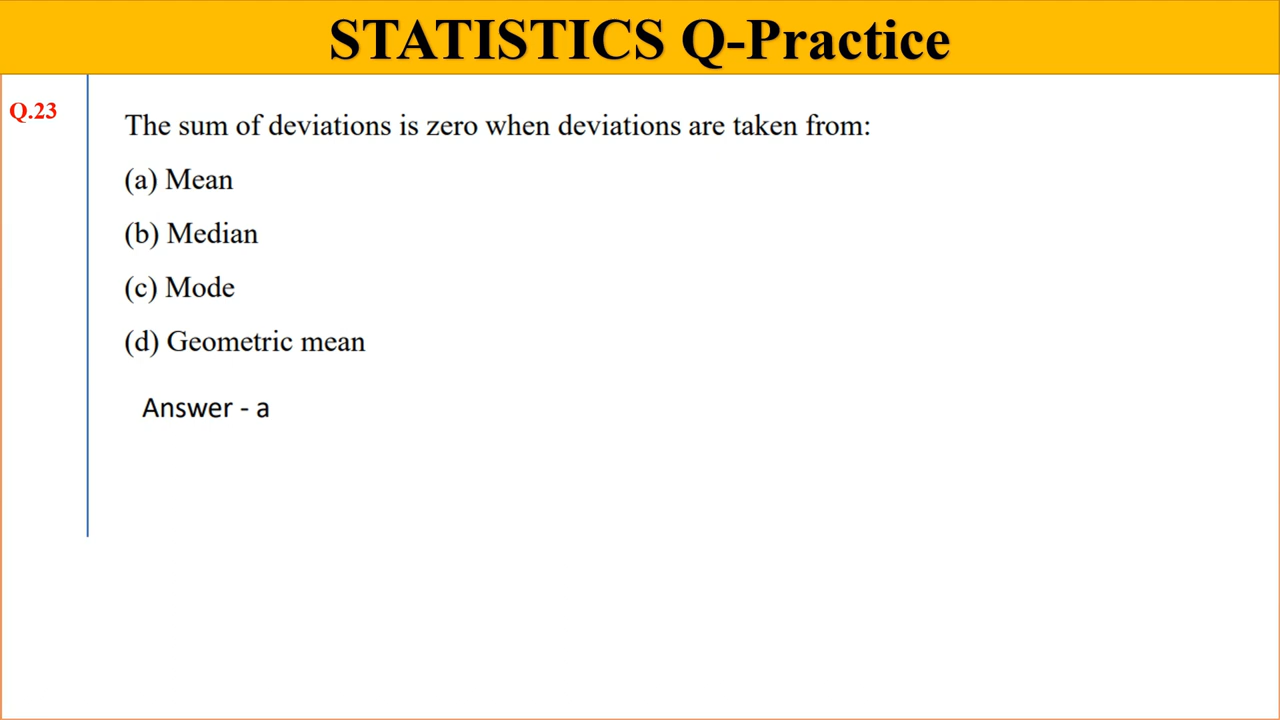 STATISTICS Q-Practice
Q.23
The sum of deviations is zero when deviations are taken from:
(a) Mean
(b) Median
(c) Mode
(d) Geometric mean
Answer - a